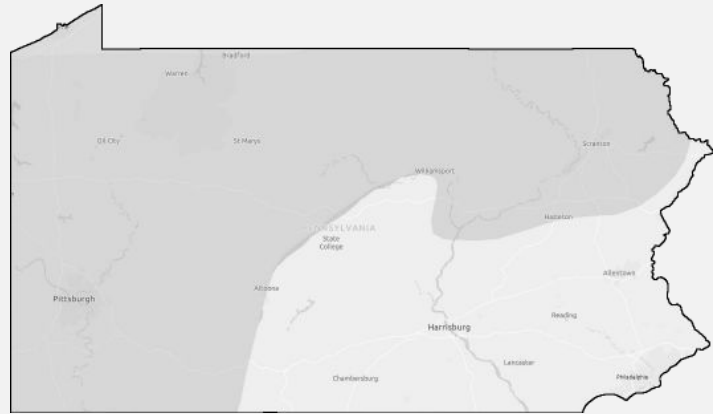 Bradford
Warren
Oil City
St Marys
Scranton
Williamsport
Hazleton
PENNSYLVANIA
State
College
Allentown
Altoona
Pittsburgh
Reading
Harrisburg
Lancaster
Chambersburg
Philadelphia